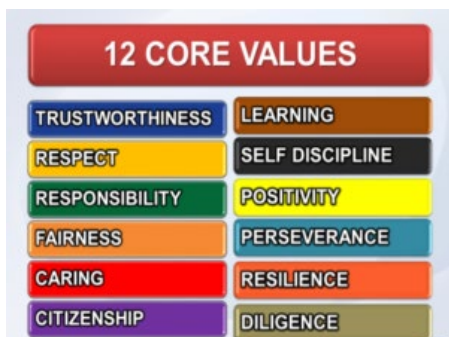 12 CORE VALUES
TRUSTWORTHINESS
RESPECT
RESPONSIBILITY
FAIRNESS
CARING
CITIZENSHIP
LEARNING
SELF DISCIPLINE
POSITIVITY
PERSEVERANCE
RESILIENCE
DILIGENCE